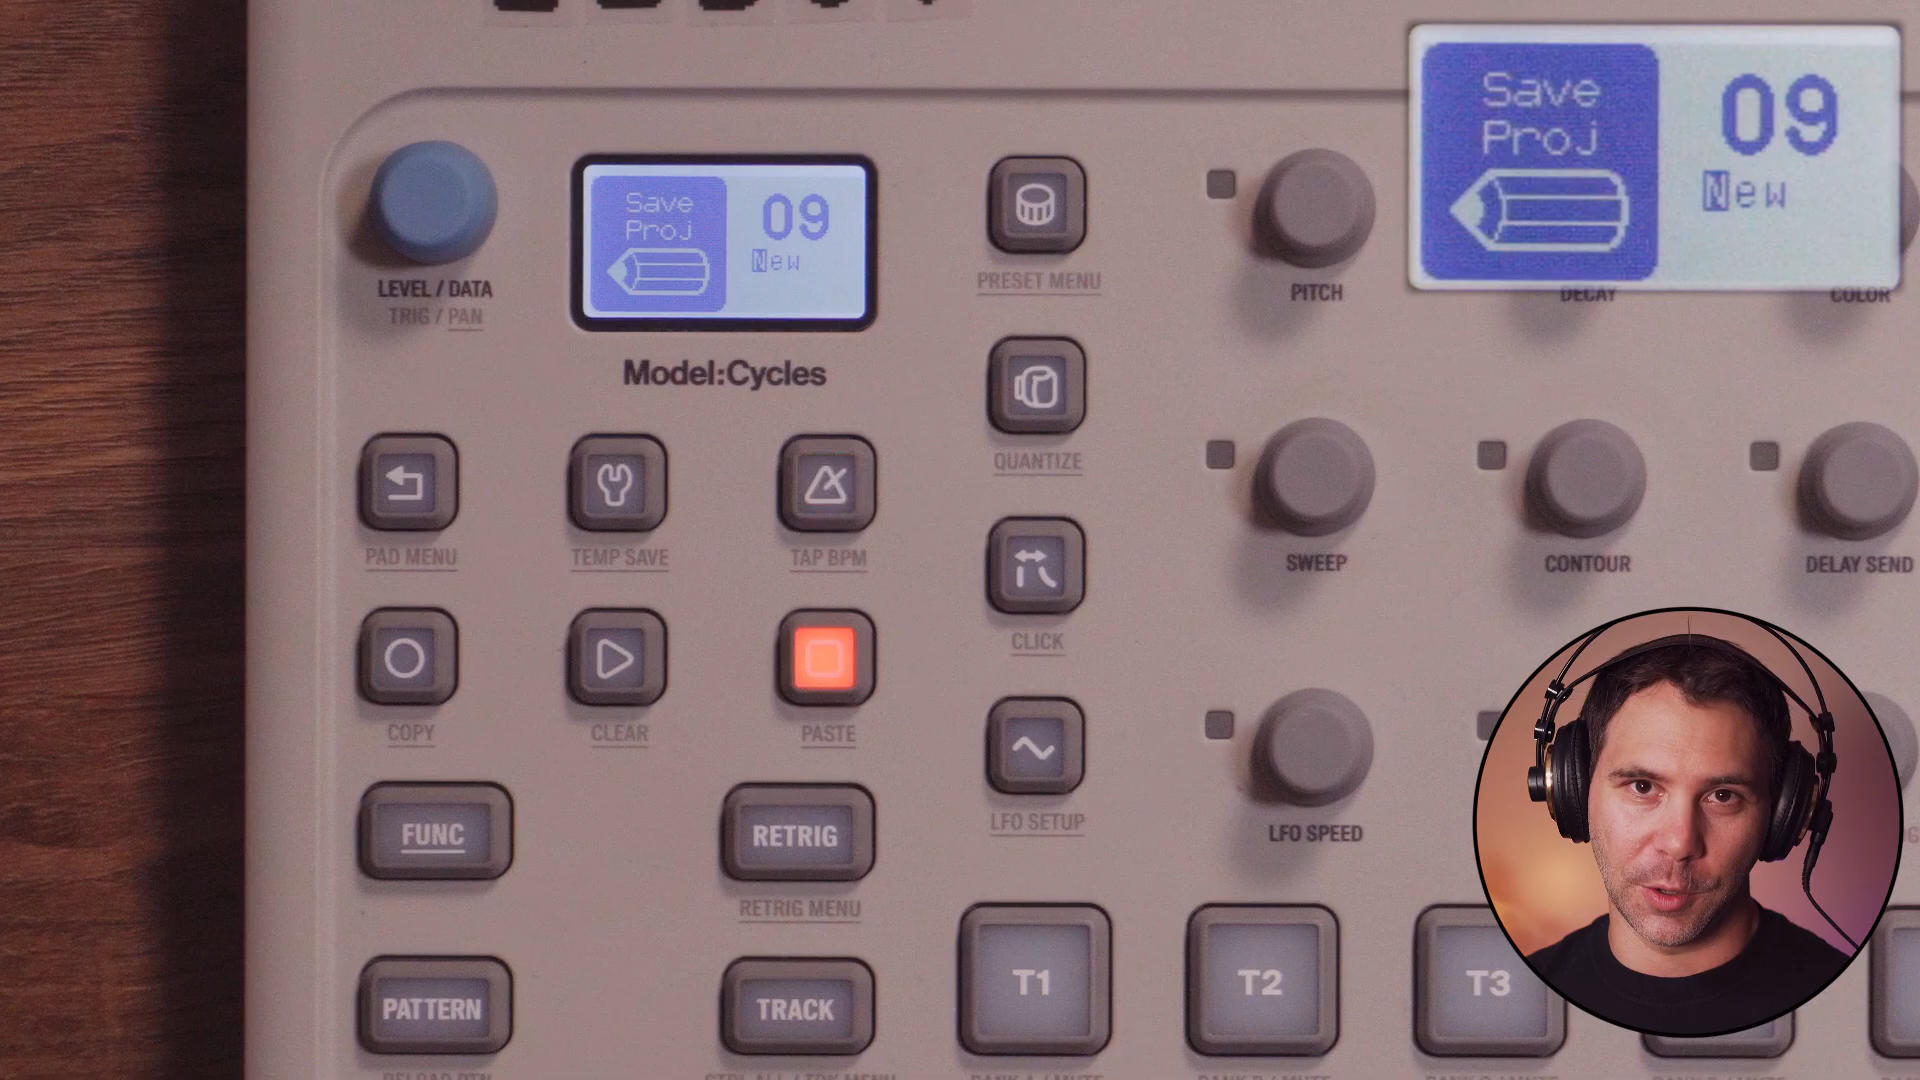 Save
Proj
09
New
Save
Proj
09
New
LEVEL / DATA
TRIG / PAN
PRESET MENU
PITCH
DECAY
COLOR
Model:Cycles
QUANTIZE
PAD MENU
TEMP SAVE
TAP BPM
SWEEP
CONTOUR
DELAY SEND
CLICK
COPY
CLEAR
PASTE
FUNC
RETRIG
LFO SETUP
LFO SPEED
RETRIG MENU
PATTERN
TRACK
T1
T2
T3